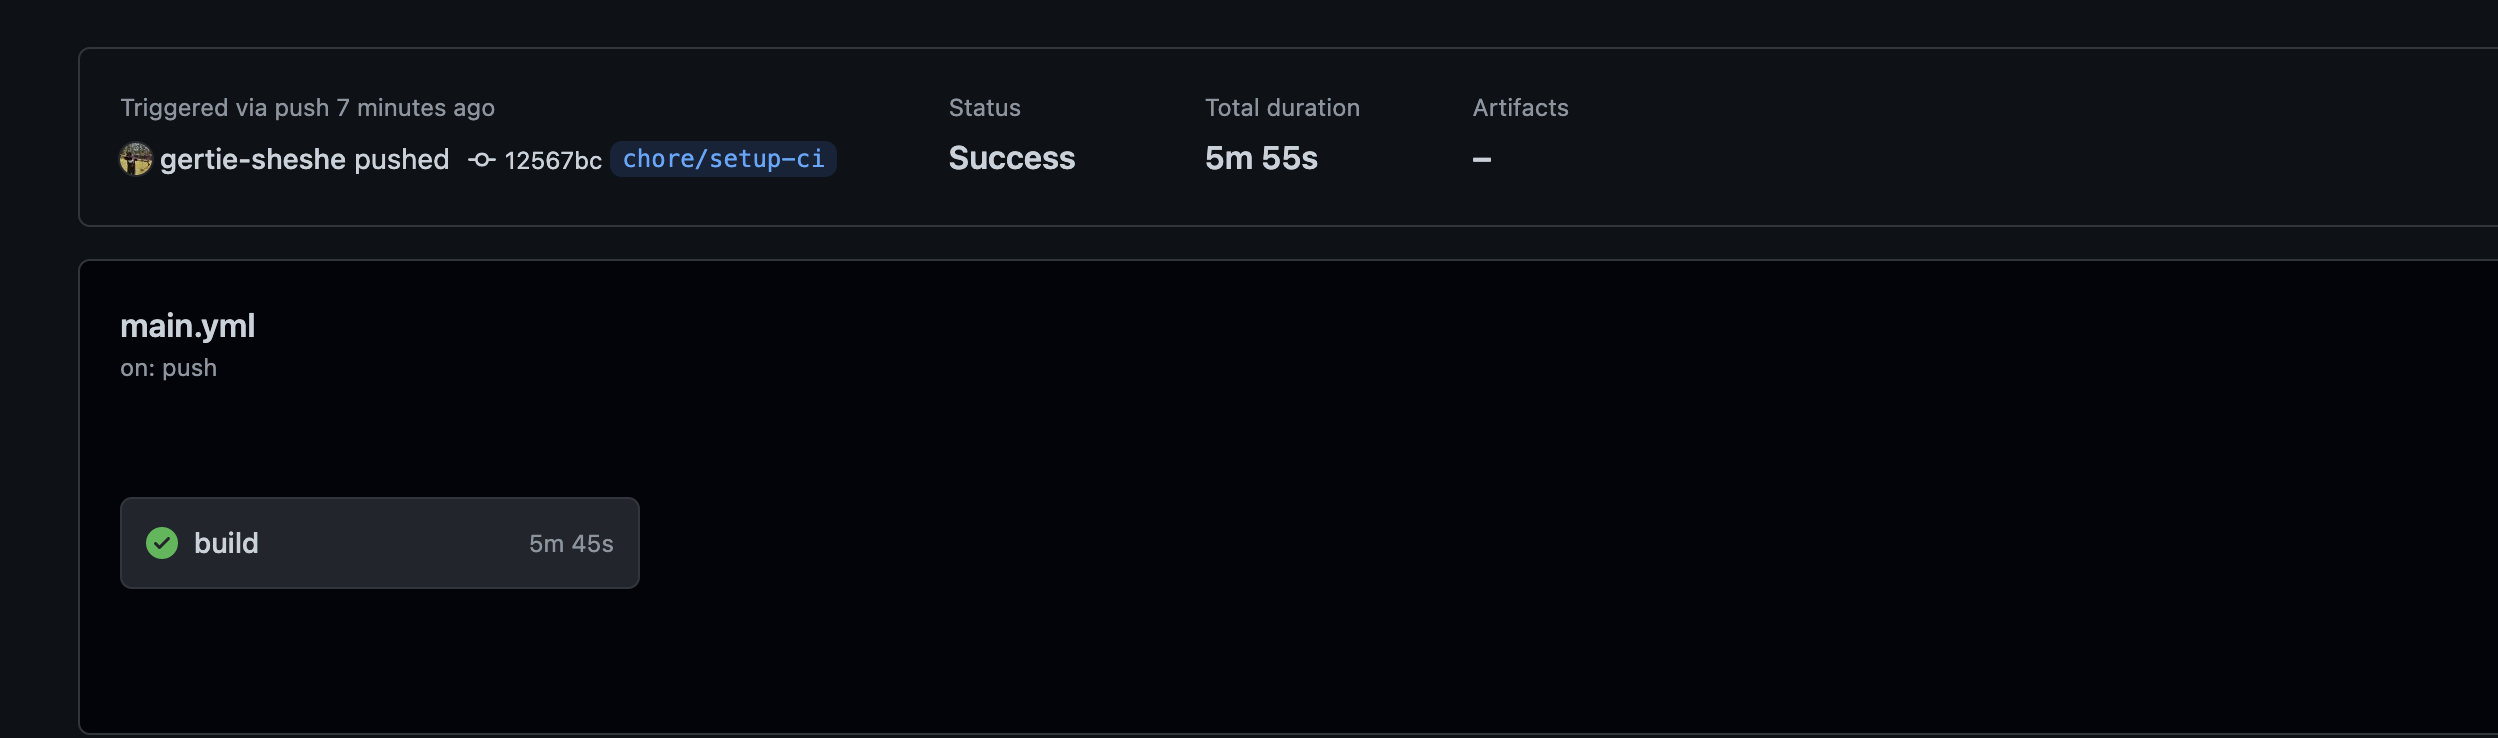 Triggered via push 7 minutes ago
gertie-sheshe pushed 12567bc chore/setup-ci
Status
Success
Total duration
5m 55s
Artifacts
–
main.yml
on: push
build 5m 45s